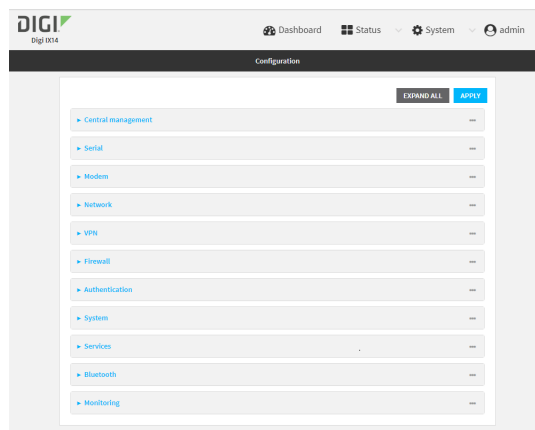 DIGI
Digi IX14
Dashboard
Status
System
admin
Configuration
EXPAND ALL
APPLY
Central management
Serial
Modem
Network
VPN
Firewall
Authentication
System
Services
Bluetooth
Monitoring